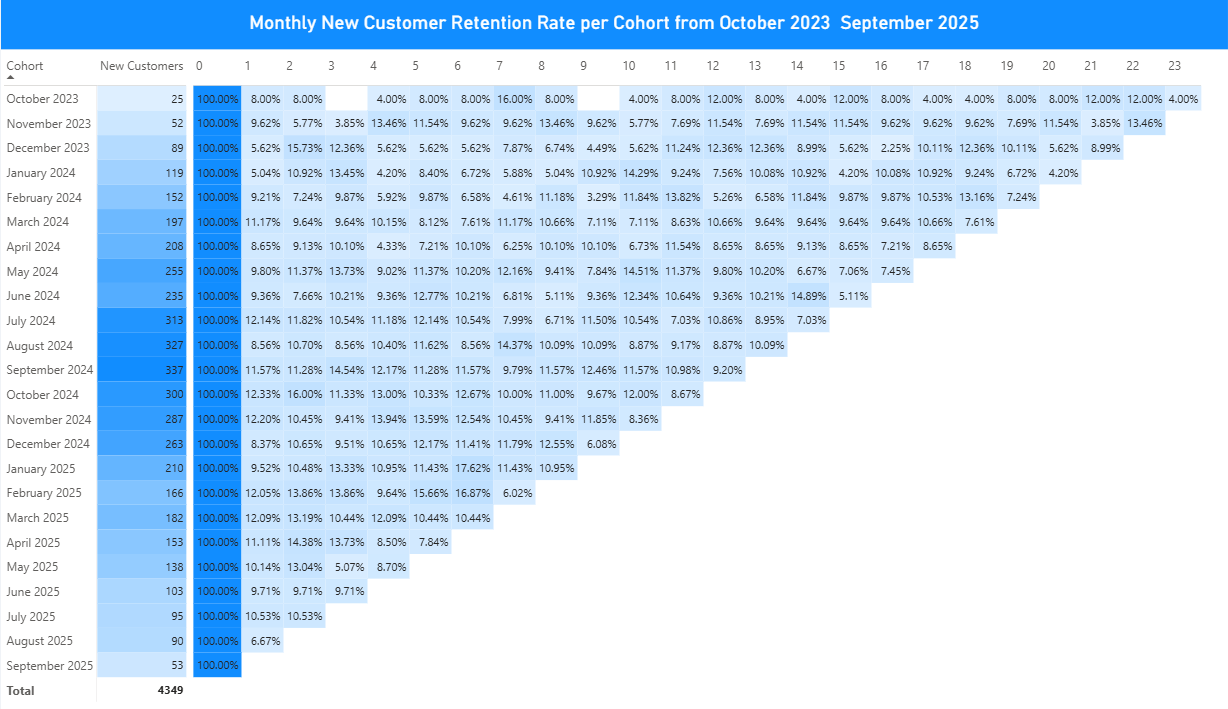 Monthly New Customer Retention Rate per Cohort from October 2023  September 2025
Cohort New Customers 0 1 2 3 4 5 6 7 8 9 10 11 12 13 14 15 16 17 18 19 20 21 22 23
October 2023 25 100.00% 8.00% 8.00% 4.00% 8.00% 8.00% 16.00% 8.00% 4.00% 8.00% 12.00% 8.00% 4.00% 12.00% 8.00% 4.00% 4.00% 8.00% 8.00% 12.00% 12.00% 4.00%
November 2023 52 100.00% 9.62% 5.77% 3.85% 13.46% 11.54% 9.62% 9.62% 13.46% 9.62% 5.77% 7.69% 11.54% 7.69% 11.54% 11.54% 9.62% 9.62% 9.62% 7.69% 11.54% 3.85% 13.46%
December 2023 89 100.00% 5.62% 15.73% 12.36% 5.62% 5.62% 5.62% 7.87% 6.74% 4.49% 5.62% 11.24% 12.36% 12.36% 8.99% 5.62% 2.25% 10.11% 12.36% 10.11% 5.62% 8.99%
January 2024 119 100.00% 5.04% 10.92% 13.45% 4.20% 8.40% 6.72% 5.88% 5.04% 10.92% 14.29% 9.24% 7.56% 10.08% 10.92% 4.20% 10.08% 10.92% 9.24% 6.72% 4.20%
February 2024 152 100.00% 9.21% 7.24% 9.87% 5.92% 9.87% 6.58% 4.61% 11.18% 3.29% 11.84% 13.82% 5.26% 6.58% 11.84% 9.87% 9.87% 10.53% 13.16% 7.24%
March 2024 197 100.00% 11.17% 9.64% 9.64% 10.15% 8.12% 7.61% 11.17% 10.66% 7.11% 7.11% 8.63% 10.66% 9.64% 9.64% 9.64% 9.64% 10.66% 7.61%
April 2024 208 100.00% 8.65% 9.13% 10.10% 4.33% 7.21% 10.10% 6.25% 10.10% 10.10% 6.73% 11.54% 8.65% 8.65% 9.13% 8.65% 7.21% 8.65%
May 2024 255 100.00% 9.80% 11.37% 13.73% 9.02% 11.37% 10.20% 12.16% 9.41% 7.84% 14.51% 11.37% 9.80% 10.20% 6.67% 7.06% 7.45%
June 2024 235 100.00% 9.36% 7.66% 10.21% 9.36% 12.77% 10.21% 6.81% 5.11% 9.36% 12.34% 10.64% 9.36% 10.21% 14.89% 5.11%
July 2024 313 100.00% 12.14% 11.82% 10.54% 11.18% 12.14% 10.54% 7.99% 6.71% 11.50% 10.54% 7.03% 10.86% 8.95% 7.03%
August 2024 327 100.00% 8.56% 10.70% 8.56% 10.40% 11.62% 8.56% 14.37% 10.09% 10.09% 8.87% 9.17% 8.87% 10.09%
September 2024 337 100.00% 11.57% 11.28% 14.54% 12.17% 11.28% 11.57% 9.79% 11.57% 12.46% 11.57% 10.98% 9.20%
October 2024 300 100.00% 12.33% 16.00% 11.33% 13.00% 10.33% 12.67% 10.00% 11.00% 9.67% 12.00% 8.67%
November 2024 287 100.00% 12.20% 10.45% 9.41% 13.94% 13.59% 12.54% 10.45% 9.41% 11.85% 8.36%
December 2024 263 100.00% 8.37% 10.65% 9.51% 10.65% 12.17% 11.41% 11.79% 12.55% 6.08%
January 2025 210 100.00% 9.52% 10.48% 13.33% 10.95% 11.43% 17.62% 11.43% 10.95%
February 2025 166 100.00% 12.05% 13.86% 13.86% 9.64% 15.66% 16.87% 6.02%
March 2025 182 100.00% 12.09% 13.19% 10.44% 12.09% 10.44% 10.44%
April 2025 153 100.00% 11.11% 14.38% 13.73% 8.50% 7.84%
May 2025 138 100.00% 10.14% 13.04% 5.07% 8.70%
June 2025 103 100.00% 9.71% 9.71% 9.71%
July 2025 95 100.00% 10.53% 10.53%
August 2025 90 100.00% 6.67%
September 2025 53 100.00%
Total 4349